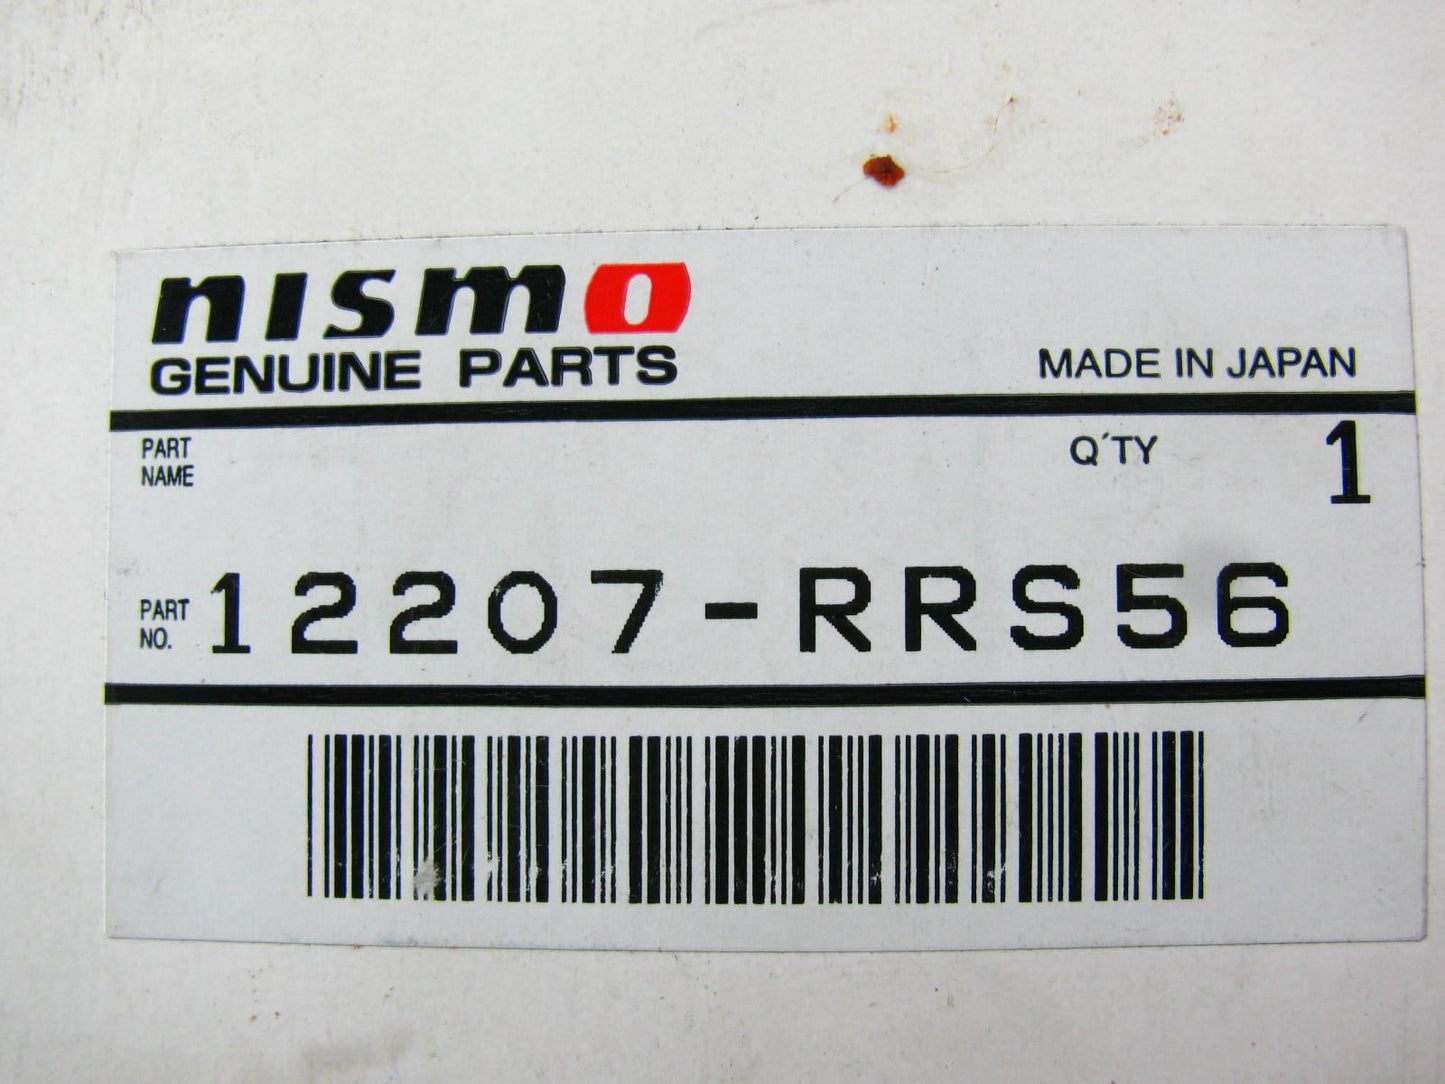 nismo
GENUINE PARTS
MADE IN JAPAN
PART
NAME
Q'TY 1
PART
NO. 12207-RRS56